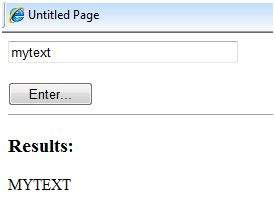 Untitled Page
mytext
Enter...
Results:
MYTEXT